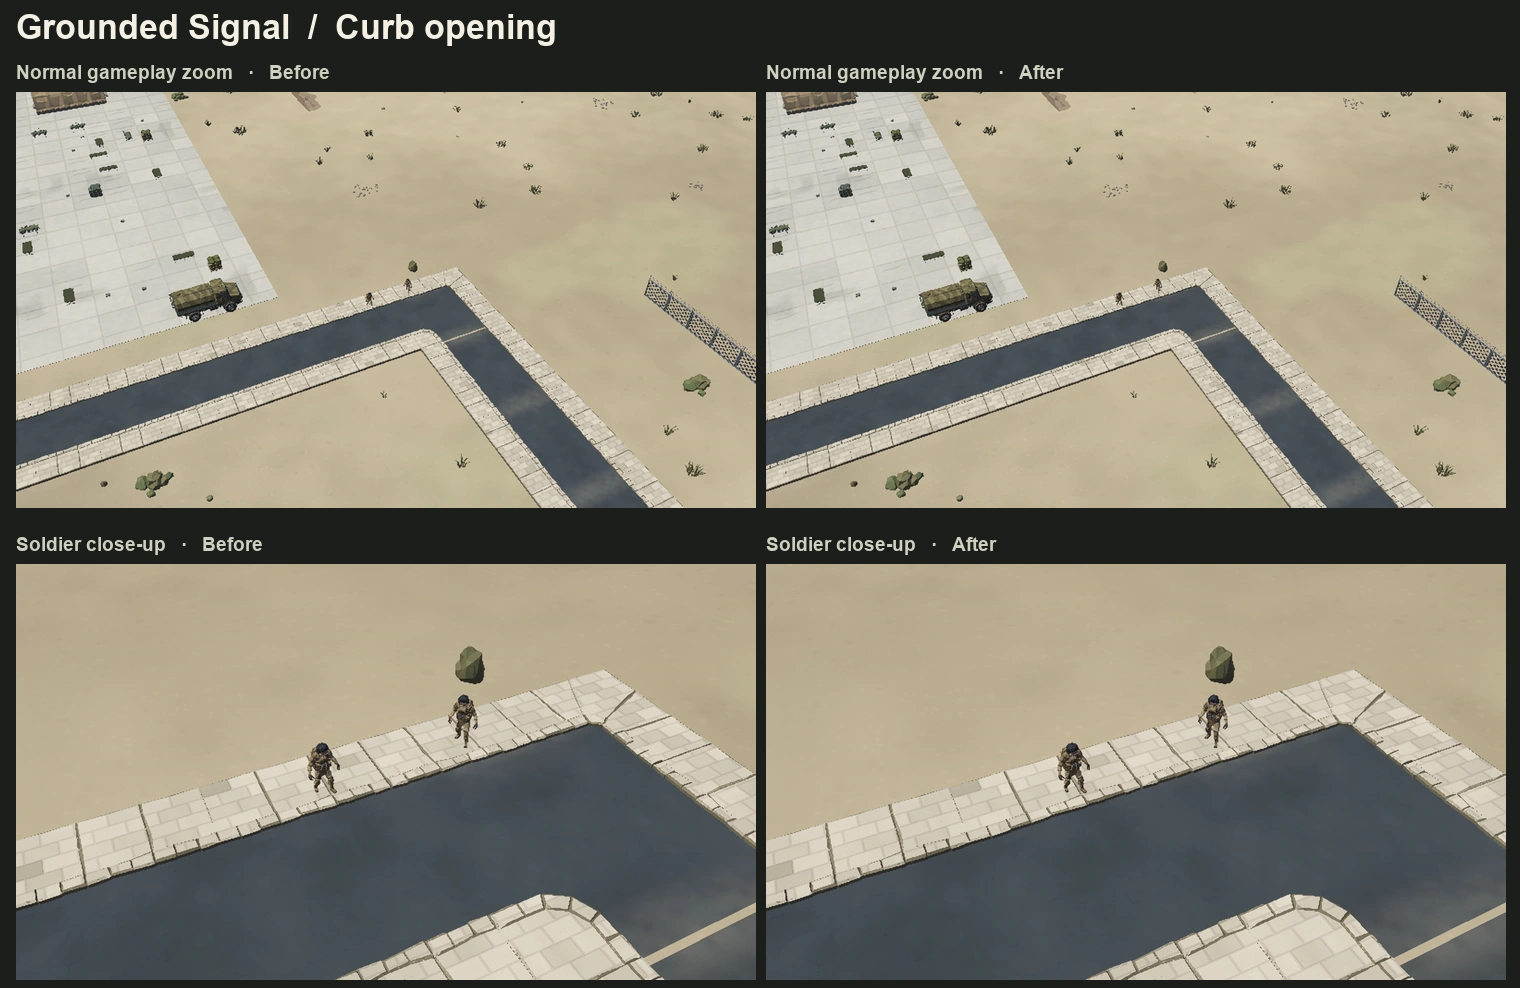 Grounded Signal / Curb opening
Normal gameplay zoom · Before
Normal gameplay zoom · After
Soldier close-up · Before
Soldier close-up · After